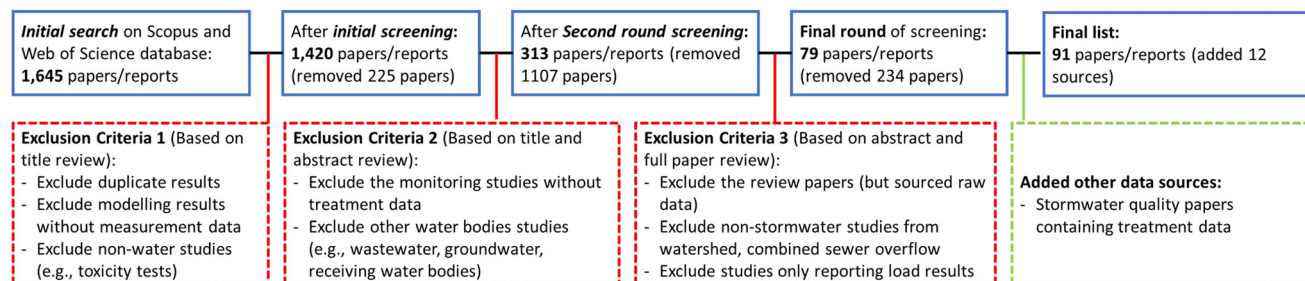 Initial search on Scopus and
Web of Science database:
1,645 papers/reports
After initial screening:
1,420 papers/reports
(removed 225 papers)
After Second round screening:
313 papers/reports (removed
1107 papers)
Final round of screening:
79 papers/reports
(removed 234 papers)
Final list:
91 papers/reports (added 12
sources)
Exclusion Criteria 1 (Based on
title review):
- Exclude duplicate results
- Exclude modelling results
without measurement data
- Exclude non-water studies
(e.g., toxicity tests)
Exclusion Criteria 2 (Based on title and
abstract review):
- Exclude the monitoring studies without
treatment data
- Exclude other water bodies studies
(e.g., wastewater, groundwater,
receiving water bodies)
Exclusion Criteria 3 (Based on abstract and
full paper review):
- Exclude the review papers (but sourced raw
data)
- Exclude non-stormwater studies from
watershed, combined sewer overflow
- Exclude studies only reporting load results
Added other data sources:
- Stormwater quality papers
containing treatment data